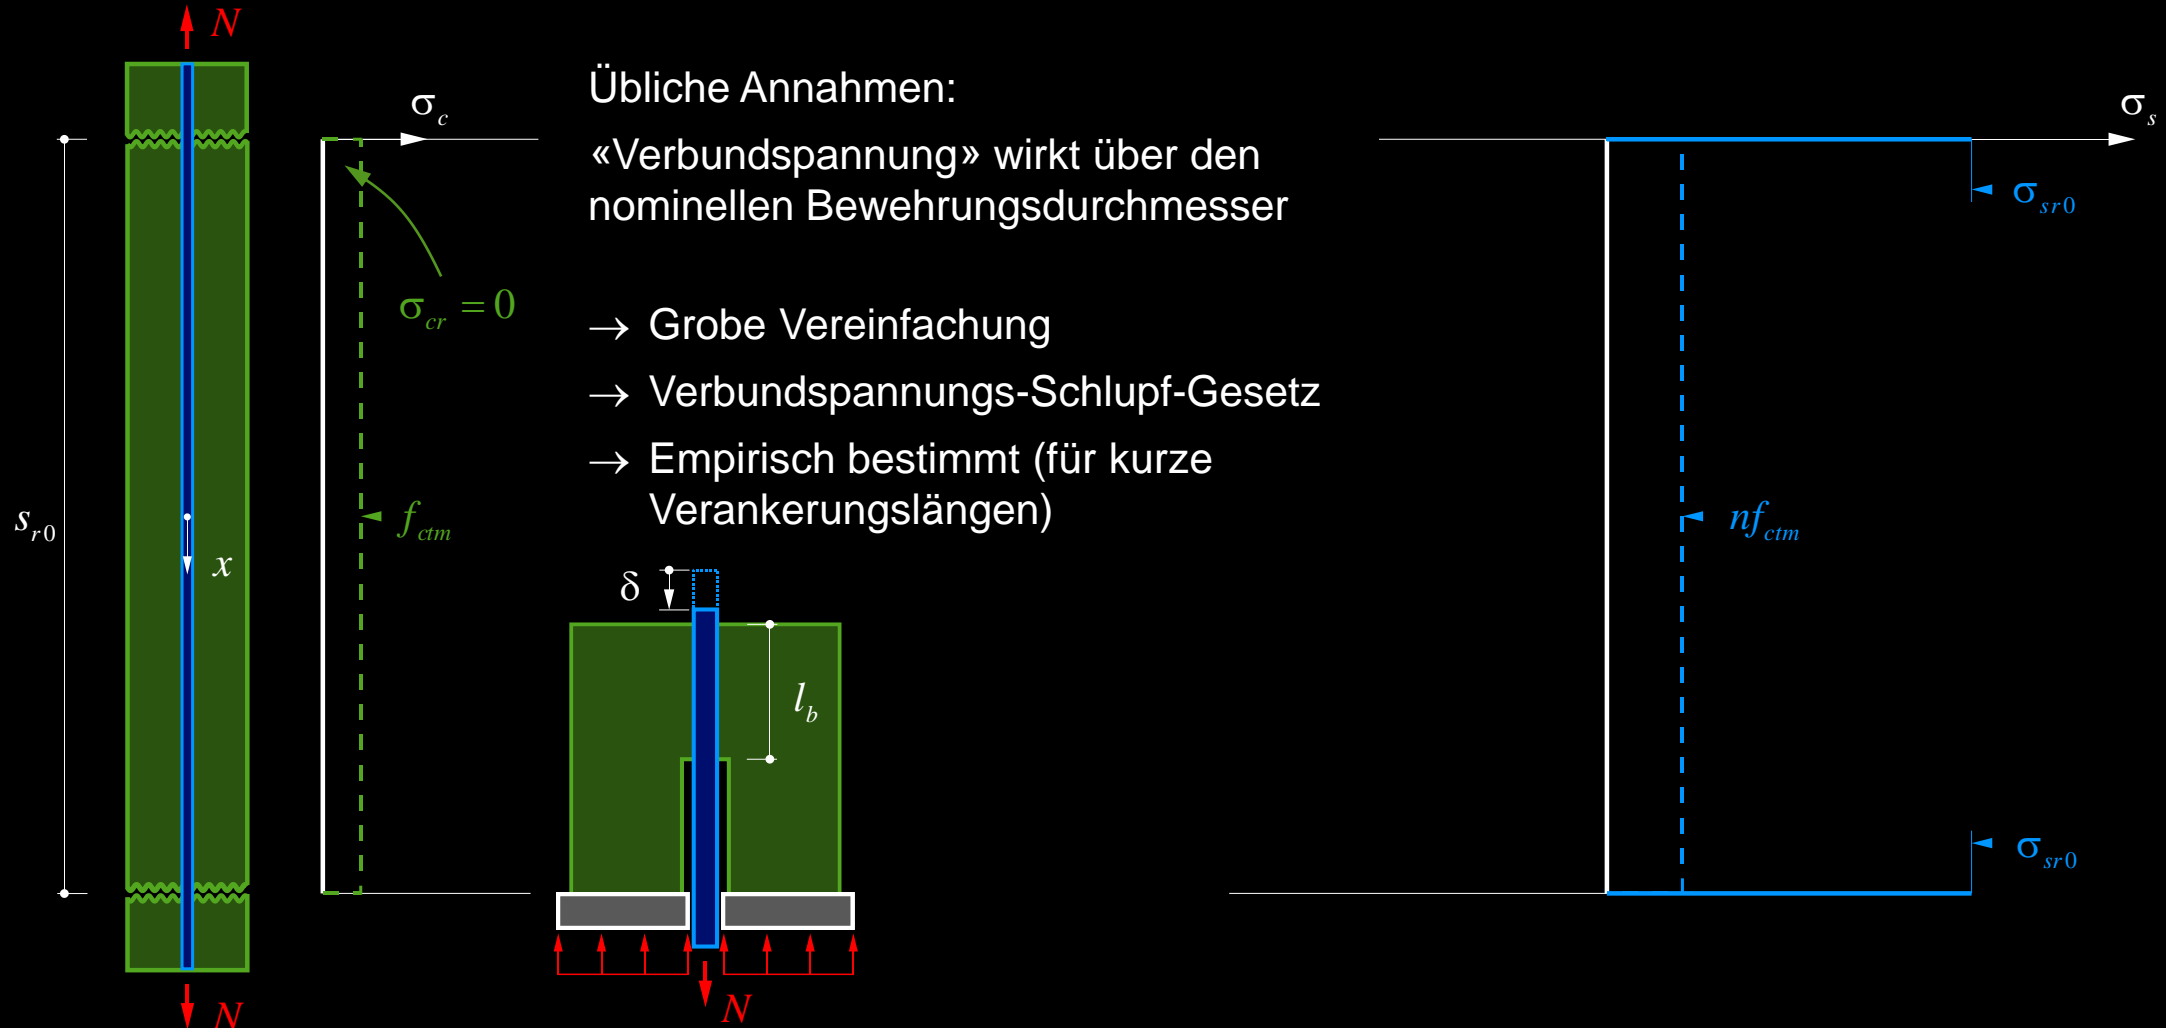 N
σc
Übliche Annahmen:
«Verbundspannung» wirkt über den
nominellen Bewehrungsdurchmesser
σs
σsr0
σcr = 0
→ Grobe Vereinfachung
→ Verbundspannungs-Schlupf-Gesetz
→ Empirisch bestimmt (für kurze
Verankerungslängen)
sr0
x
fctm
nfctm
δ
lb
σsr0
N
N